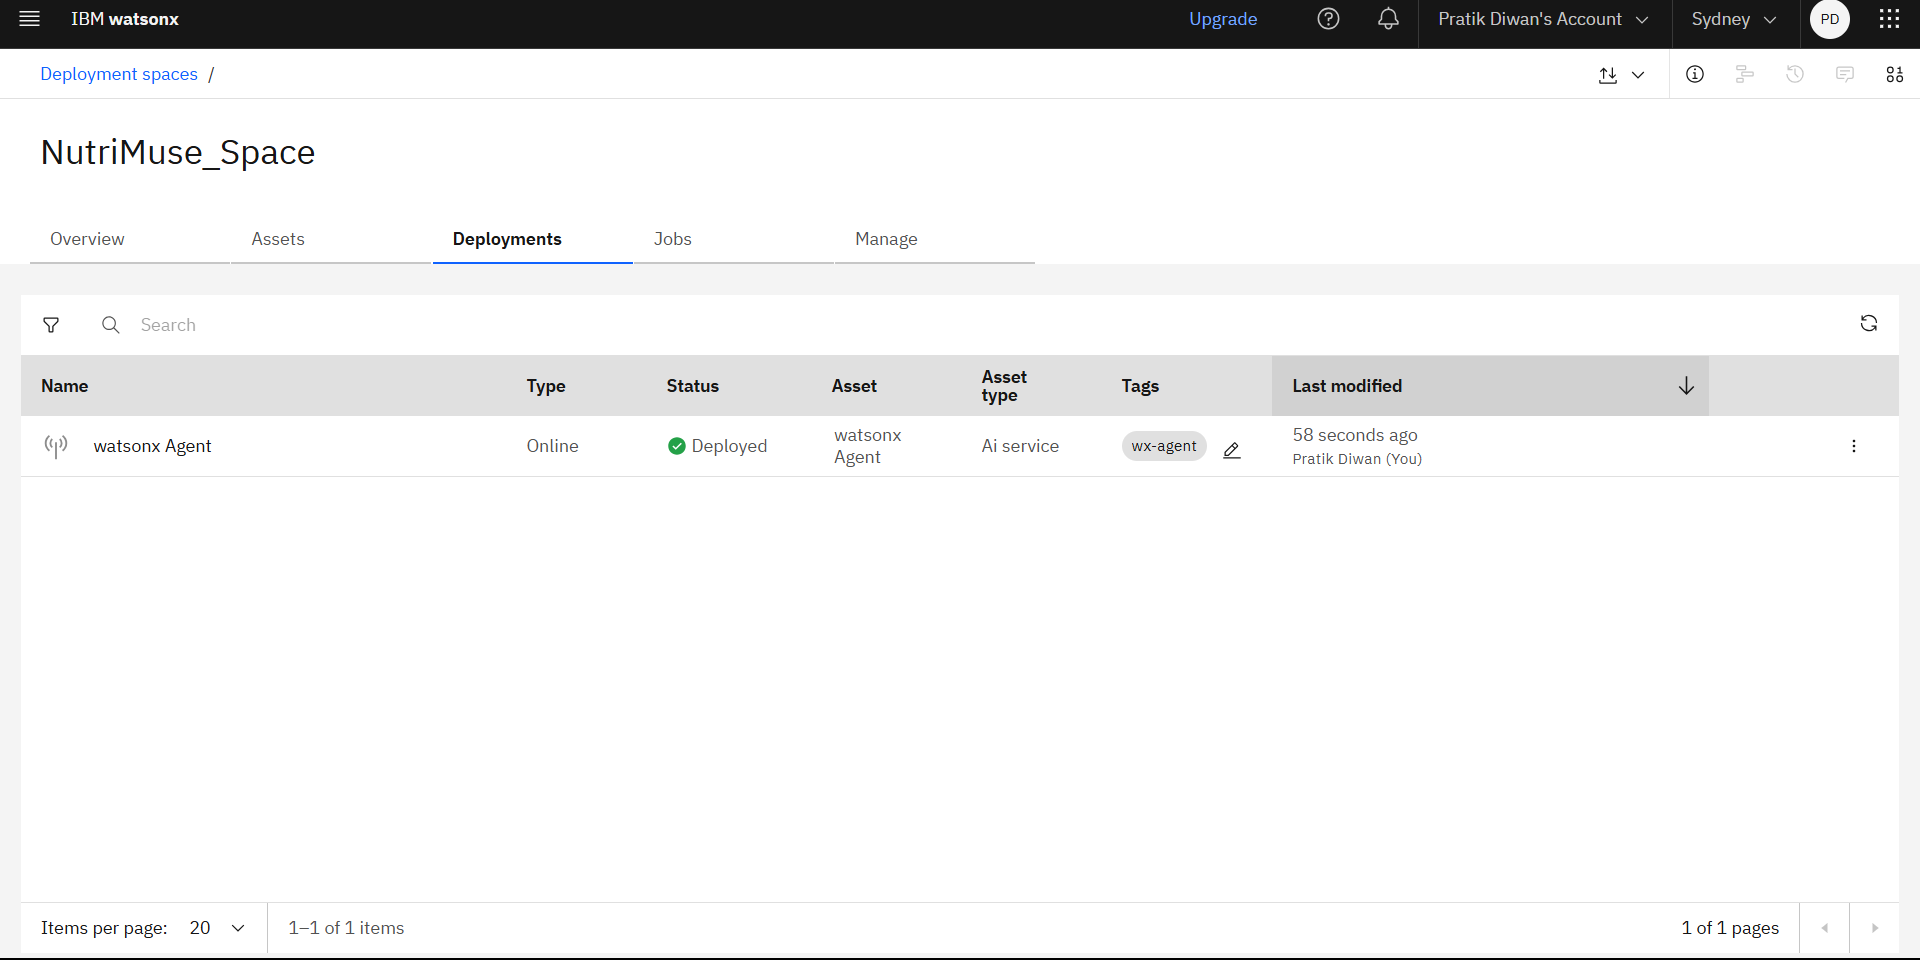 IBM watsonx
Upgrade
Pratik Diwan's Account
Sydney
PD
Deployment spaces /
NutriMuse_Space
Overview
Assets
Deployments
Jobs
Manage
Search
Name
Type
Status
Asset
Asset
type
Tags
Last modified
watsonx Agent
Online
Deployed
watsonx
Agent
Ai service
wx-agent
58 seconds ago
Pratik Diwan (You)
Items per page: 20
1–1 of 1 items
1 of 1 pages